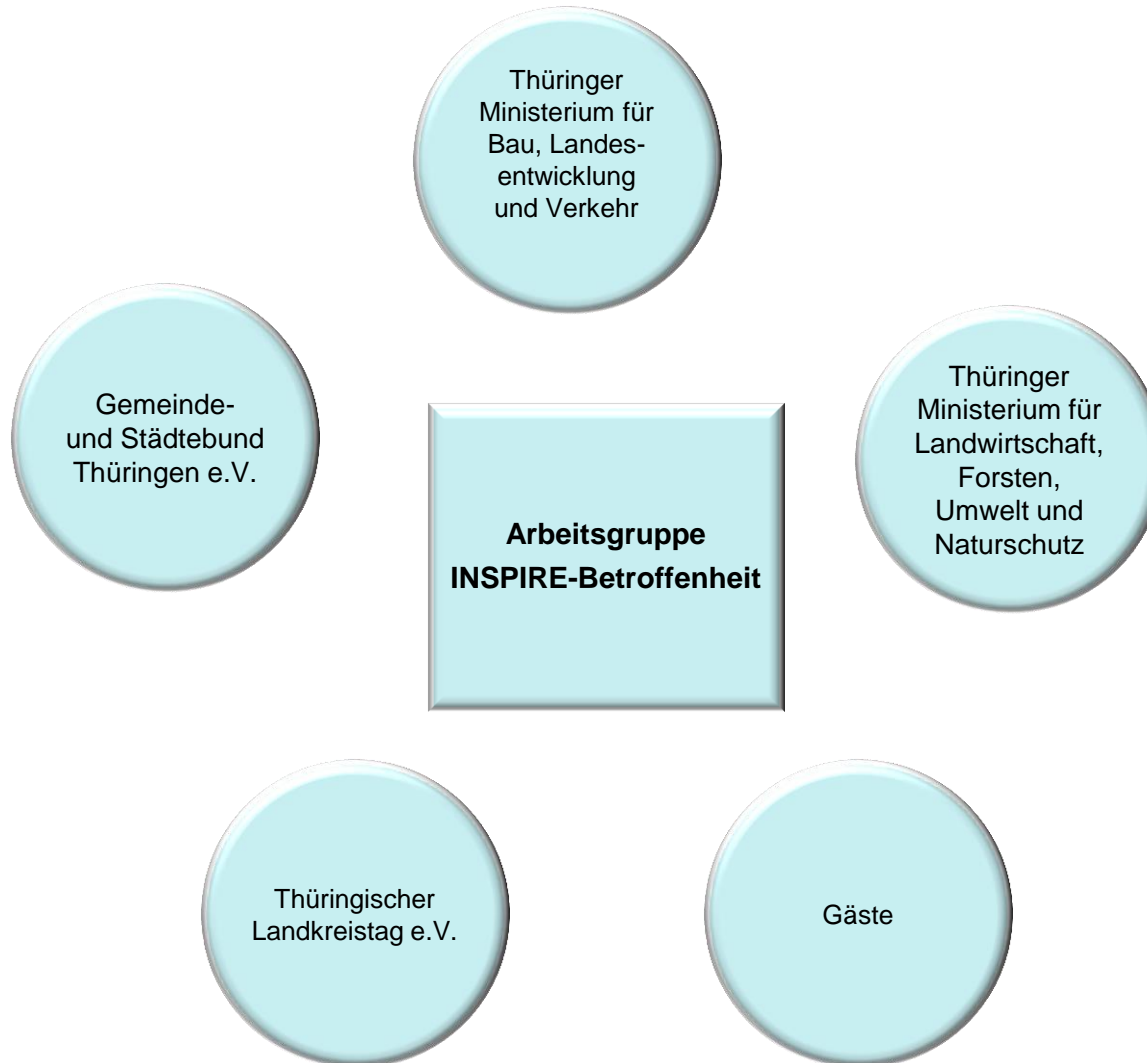 Thüringer
Ministerium für
Bau, Landes-
entwicklung
und Verkehr
Gemeinde-
und Städtebund
Thüringen e.V.
Thüringer
Ministerium für
Landwirtschaft,
Forsten,
Umwelt und
Naturschutz
Arbeitsgruppe
INSPIRE-Betroffenheit
Thüringischer
Landkreistag e.V.
Gäste